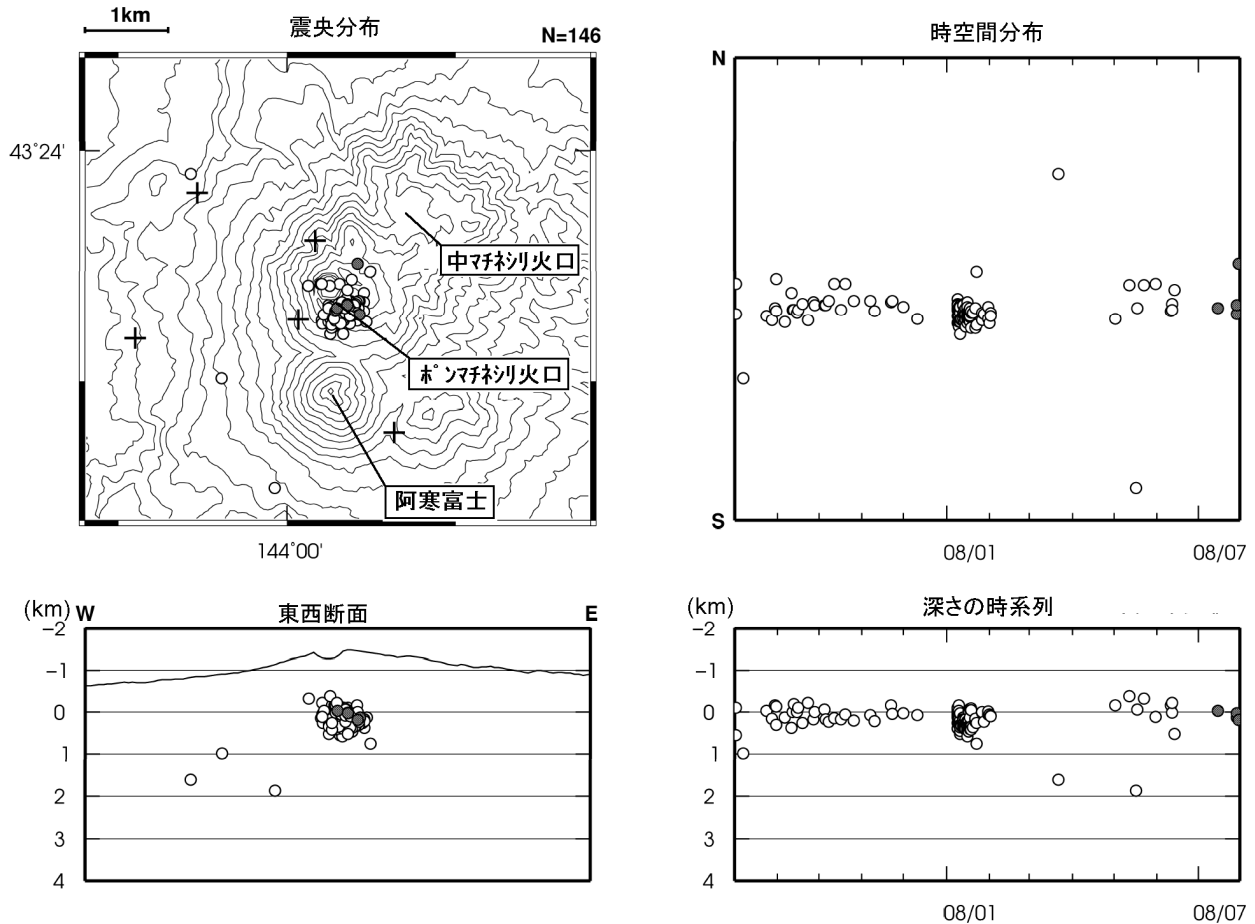 1km
震央分布
N=146
43°24'
中マチネシリ火口
ポンマチネシリ火口
阿寒富士
144°00'
時空間分布
N
S
08/01
08/07
(km)
W
東西断面
E
−2
−1
0
1
2
3
4
(km)
深さの時系列
−2
−1
0
1
2
3
4
08/01
08/07